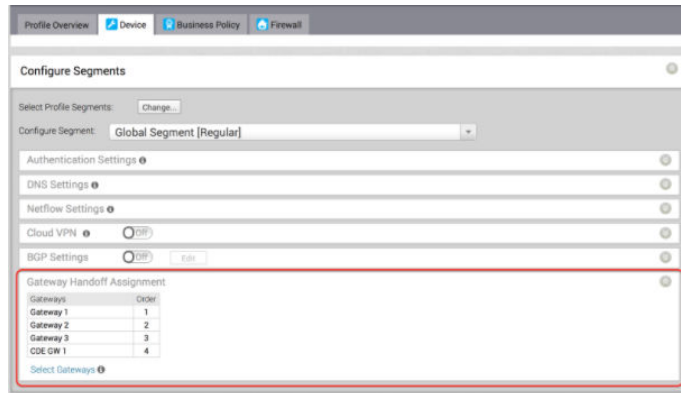 Profile Overview Device Business Policy Firewall
Configure Segments
Select Profile Segments: Change...
Configure Segment: Global Segment [Regular]
Authentication Settings
DNS Settings
Netflow Settings
Cloud VPN Off
BGP Settings Off Edit
Gateway Handoff Assignment
Gateways Order
Gateway 1 1
Gateway 2 2
Gateway 3 3
CDE GW 1 4
Select Gateways